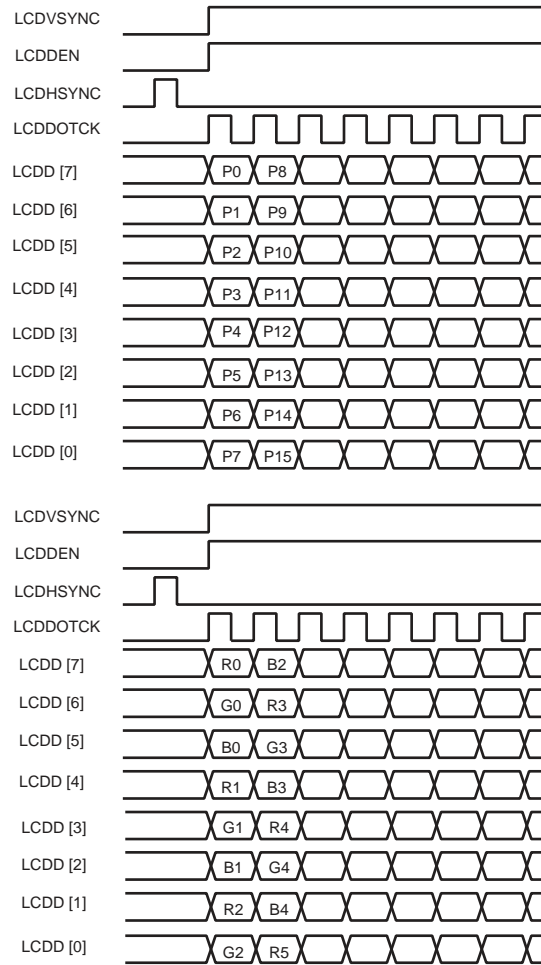 LCDVSYNC
LCDDEN
LCDHSYNC
LCDDOTCK
LCDD [7] P0 P8
LCDD [6] P1 P9
LCDD [5] P2 P10
LCDD [4] P3 P11
LCDD [3] P4 P12
LCDD [2] P5 P13
LCDD [1] P6 P14
LCDD [0] P7 P15
LCDVSYNC
LCDDEN
LCDHSYNC
LCDDOTCK
LCDD [7] R0 B2
LCDD [6] G0 R3
LCDD [5] B0 G3
LCDD [4] R1 B3
LCDD [3] G1 R4
LCDD [2] B1 G4
LCDD [1] R2 B4
LCDD [0] G2 R5